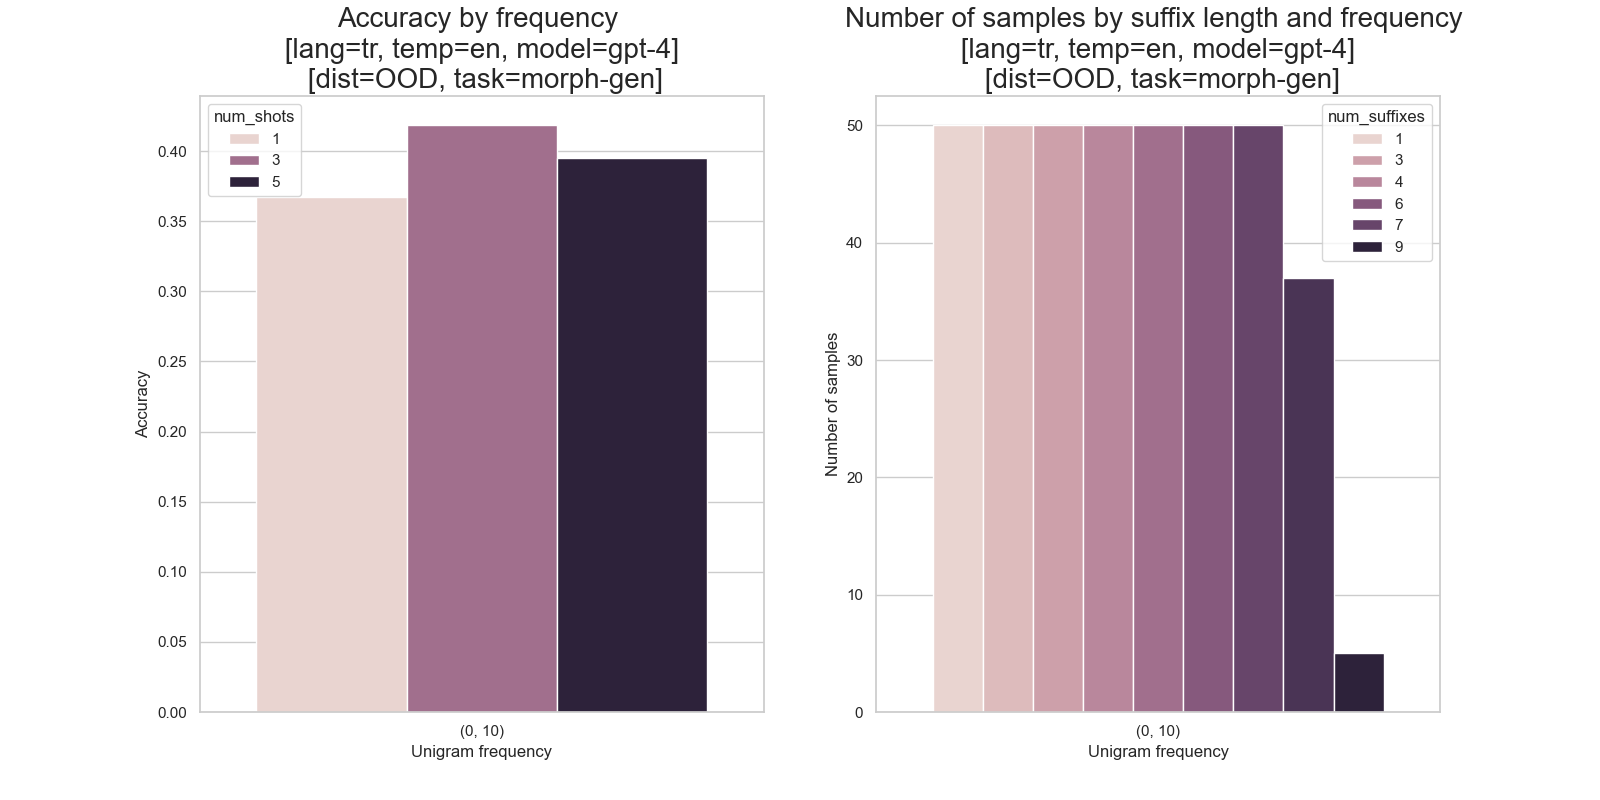 Accuracy by frequency
[lang=tr, temp=en, model=gpt-4]
[dist=OOD, task=morph-gen]
num_shots
1
3
5
0.40
0.35
0.30
0.25
0.20
0.15
0.10
0.05
0.00
Accuracy
(0, 10)
Unigram frequency
Number of samples by suffix length and frequency
[lang=tr, temp=en, model=gpt-4]
[dist=OOD, task=morph-gen]
num_suffixes
1
3
4
6
7
9
50
40
30
20
10
0
Number of samples
(0, 10)
Unigram frequency